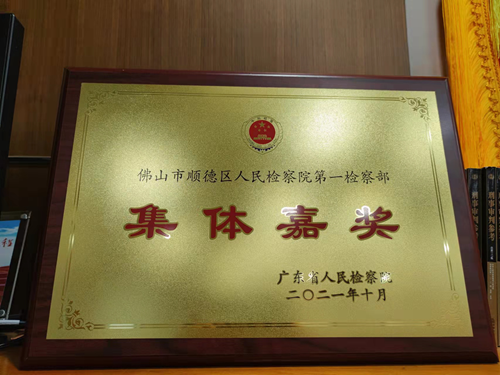 佛山市顺德区人民检察院第一检察部
集体嘉奖
广东省人民检察院
二〇二一年十月